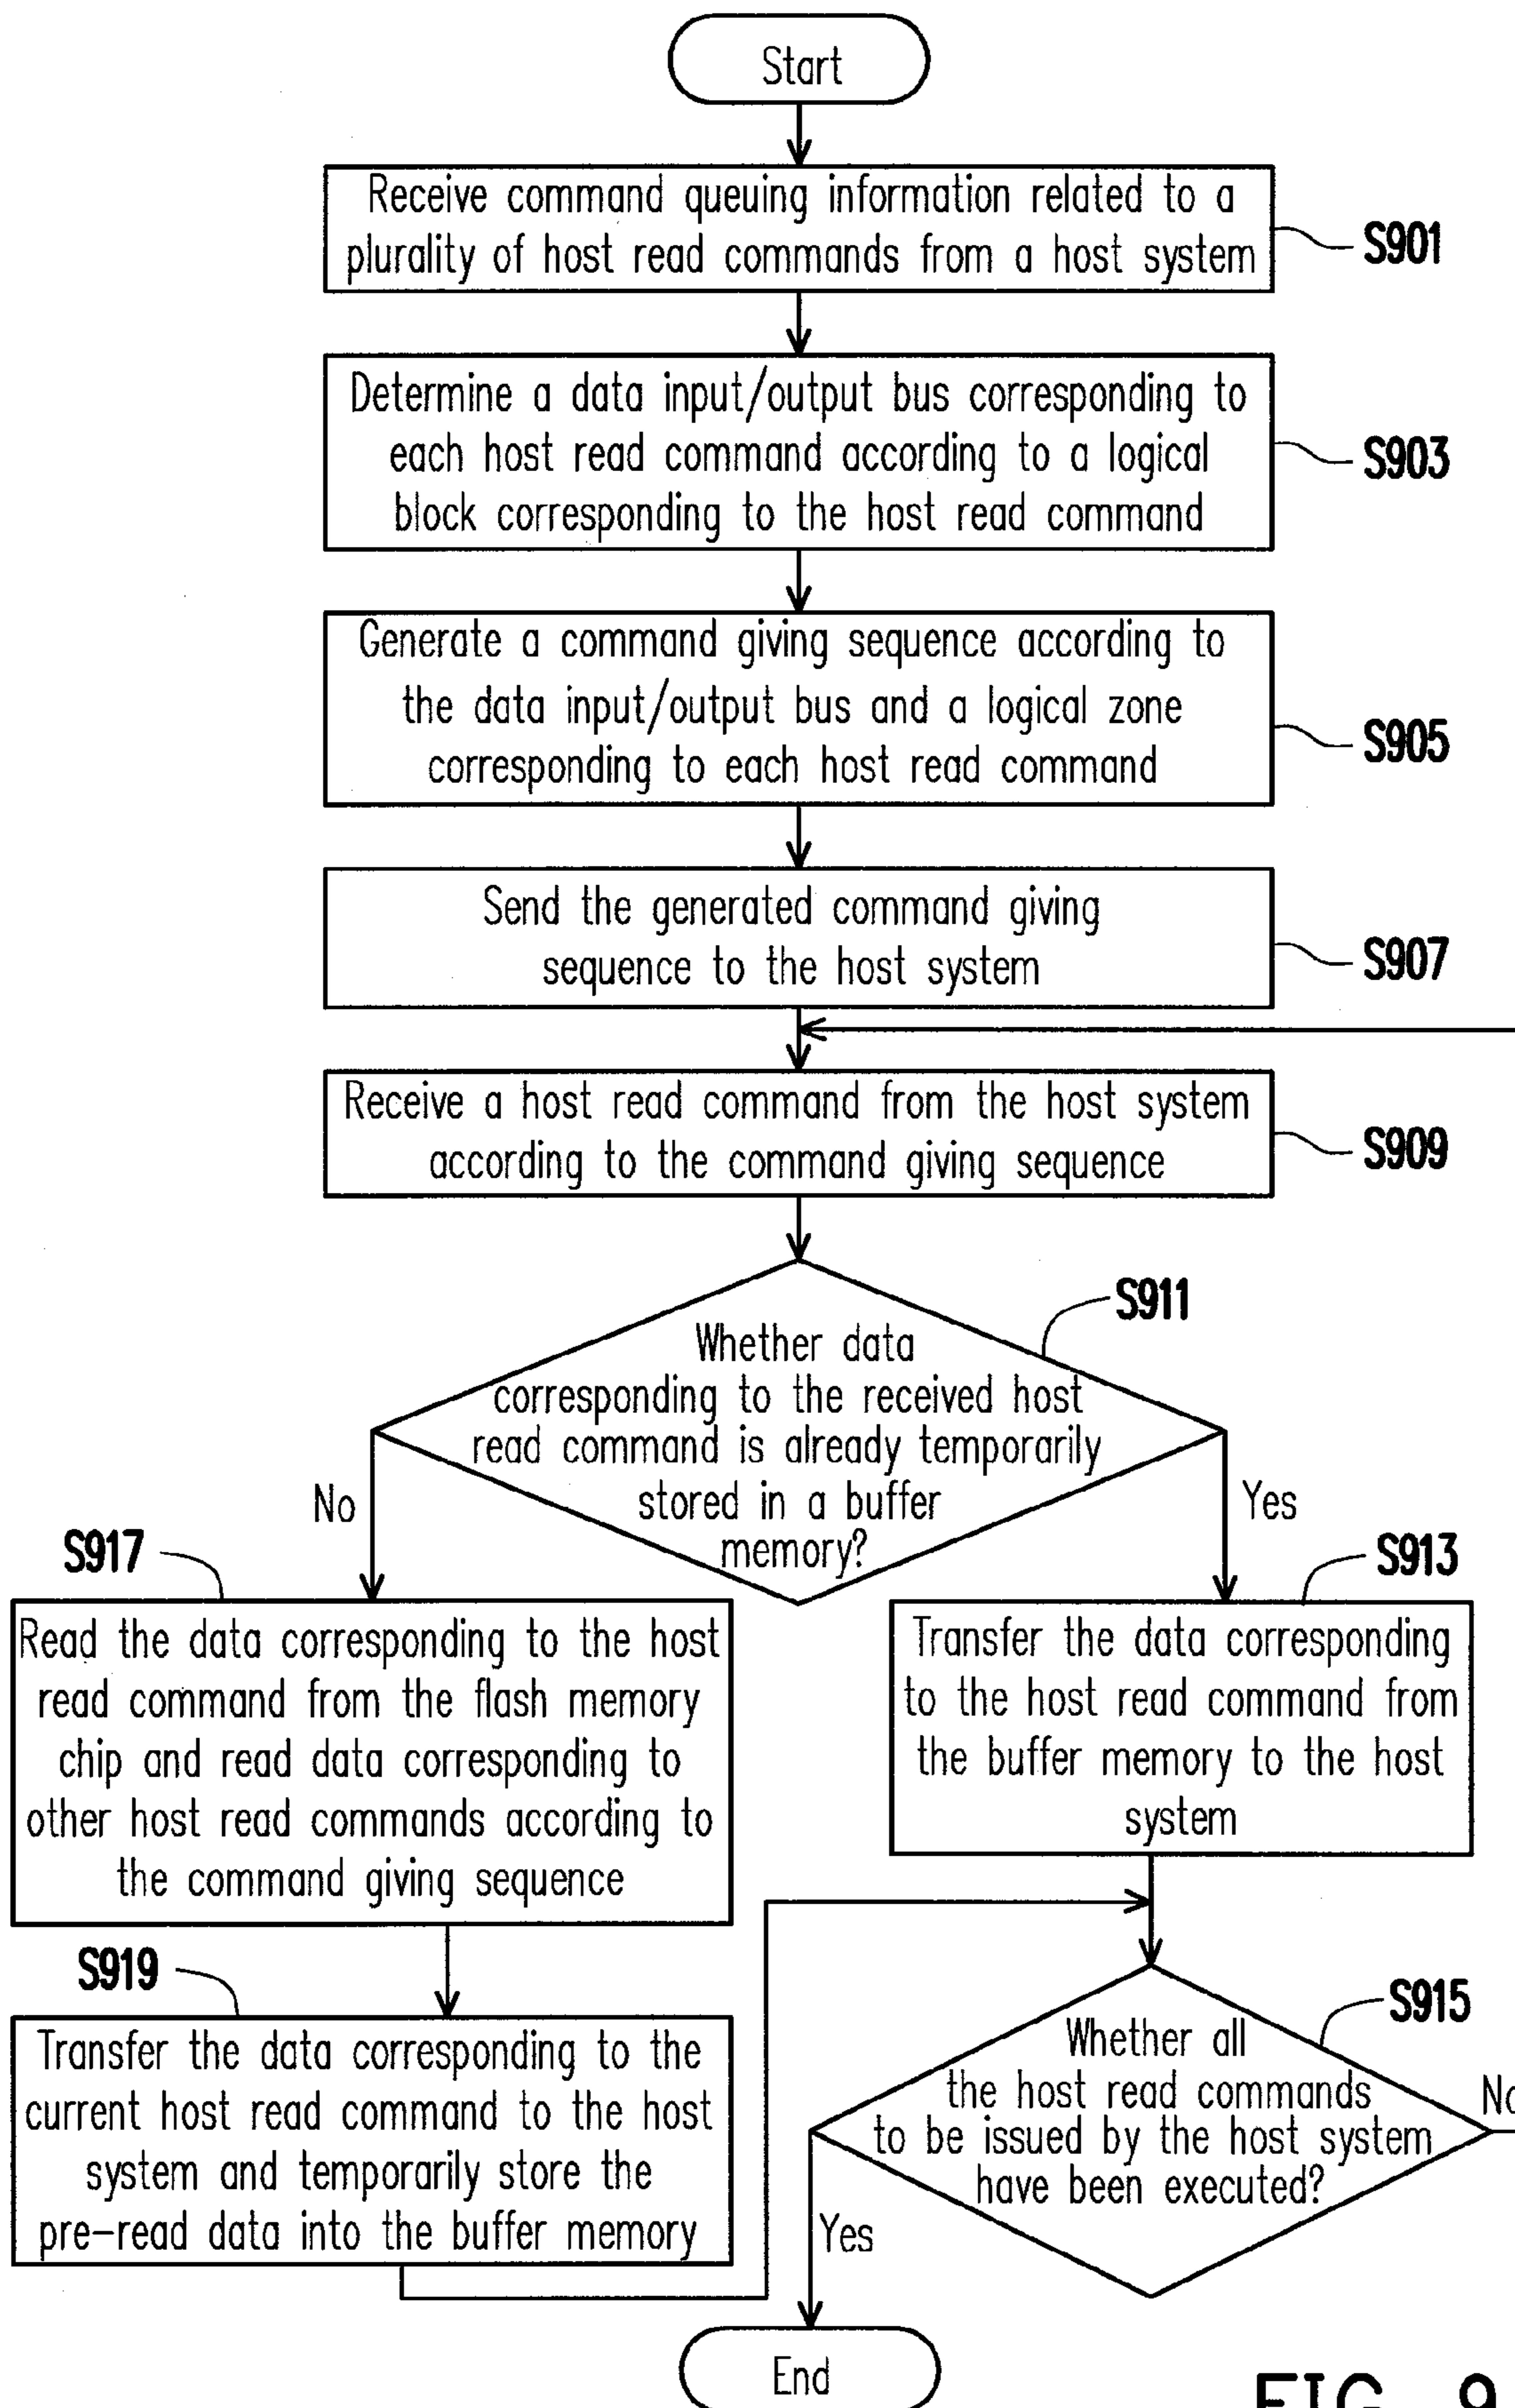 Start
Receive command queuing information related to a
plurality of host read commands from a host system
S901
Determine a data input/output bus corresponding to
each host read command according to a logical
block corresponding to the host read command
S903
Generate a command giving sequence according to
the data input/output bus and a logical zone
corresponding to each host read command
S905
Send the generated command giving
sequence to the host system
S907
Receive a host read command from the host system
according to the command giving sequence
S909
S911
Whether data
corresponding to the received host
read command is already temporarily
stored in a buffer
memory?
No
Yes
S917
S913
Read the data corresponding to the host
read command from the flash memory
chip and read data corresponding to
other host read commands according to
the command giving sequence
Transfer the data corresponding
to the host read command from
the buffer memory to the host
system
S919
Transfer the data corresponding to the
current host read command to the host
system and temporarily store the
pre-read data into the buffer memory
S915
Whether all
the host read commands
to be issued by the host system
have been executed?
No
Yes
End
FIG. 9